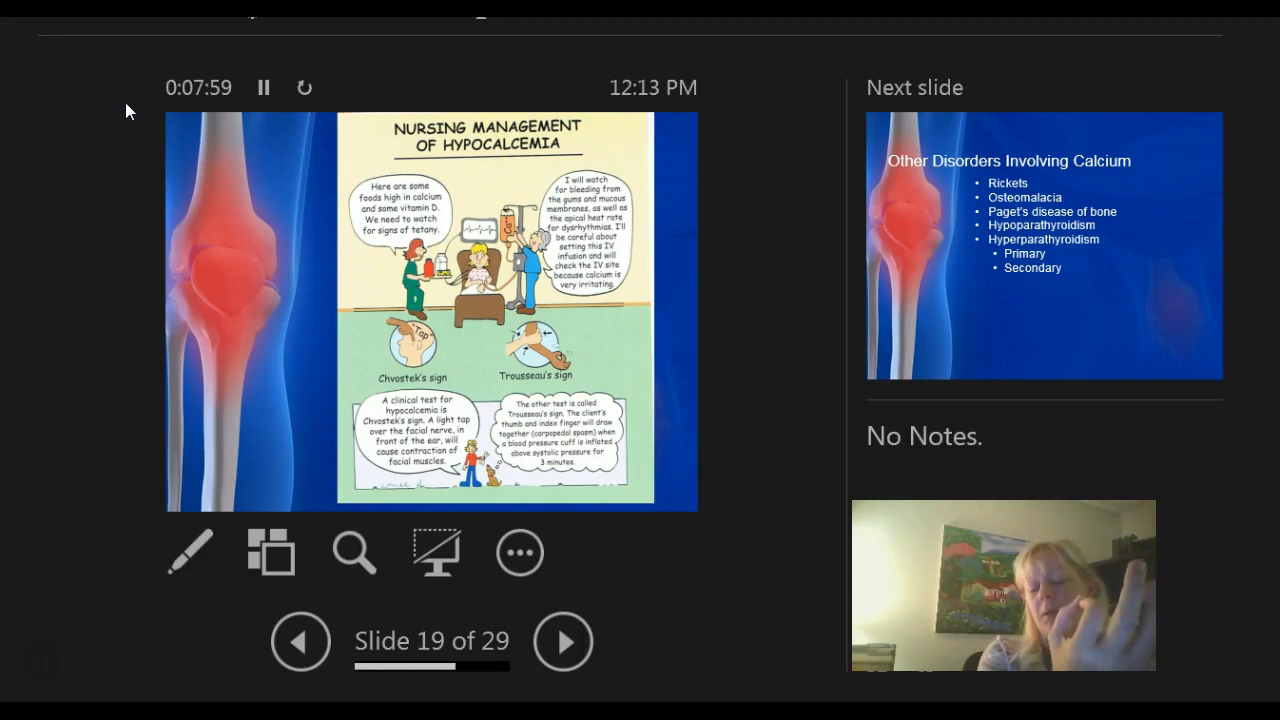 0:07:59
12:13 PM
Next slide
NURSING MANAGEMENT
OF HYPOCALCEMIA
Here are some
foods high in calcium
and some vitamin D.
We need to watch
for signs of tetany.
I will watch
for bleeding from
the gums and mucous
membranes, as well as
the apical heart rate
for dysrhythmias. I'll
be careful about
setting this IV
infusion and will
check the IV site
because calcium is
very irritating.
"Tap"
Chvostek's sign
Trousseau's sign
A clinical test for
hypocalcemia is
Chvostek's sign. A light tap
over the facial nerve, in
front of the ear, will
cause contraction of
facial muscles.
The other test is called
Trousseau's sign. The client's
thumb and index finger will draw
together (carpopedal spasm) when
a blood pressure cuff is inflated
above systolic pressure for
3 minutes.
Other Disorders Involving Calcium
• Rickets
• Osteomalacia
• Paget's disease of bone
• Hypoparathyroidism
• Hyperparathyroidism
• Primary
• Secondary
No Notes.
Slide 19 of 29